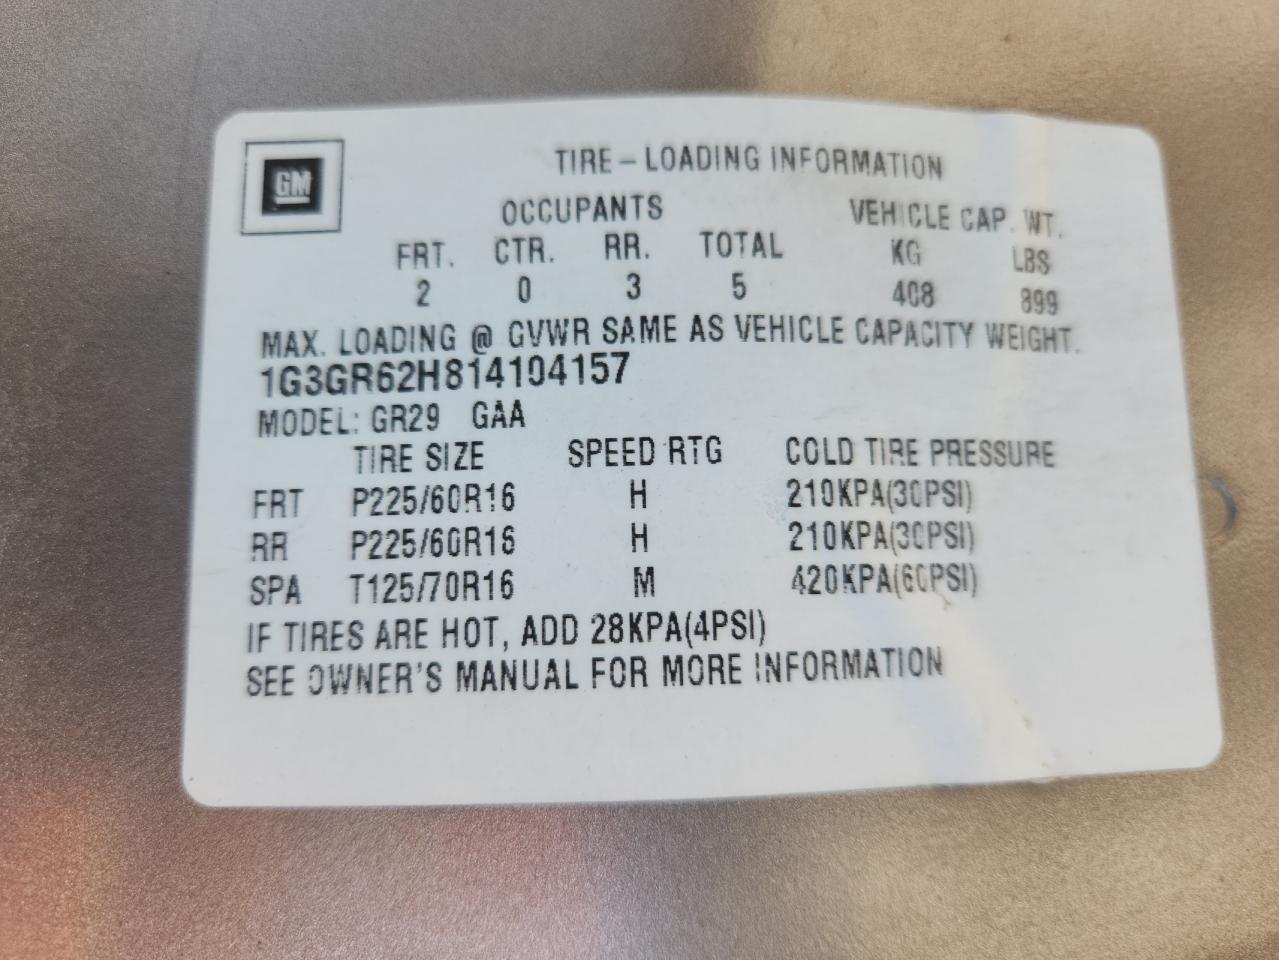 GM
TIRE – LOADING INFORMATION
OCCUPANTS VEHICLE CAP. WT.
FRT. CTR. RR. TOTAL KG LBS
2 0 3 5 408 899
MAX. LOADING @ GVWR SAME AS VEHICLE CAPACITY WEIGHT.
1G3GR62H814104157
MODEL: GR29 GAA
TIRE SIZE SPEED RTG COLD TIRE PRESSURE
FRT P225/60R16 H 210KPA(30PSI)
RR P225/60R16 H 210KPA(30PSI)
SPA T125/70R16 M 420KPA(60PSI)
IF TIRES ARE HOT, ADD 28KPA(4PSI)
SEE OWNER'S MANUAL FOR MORE INFORMATION